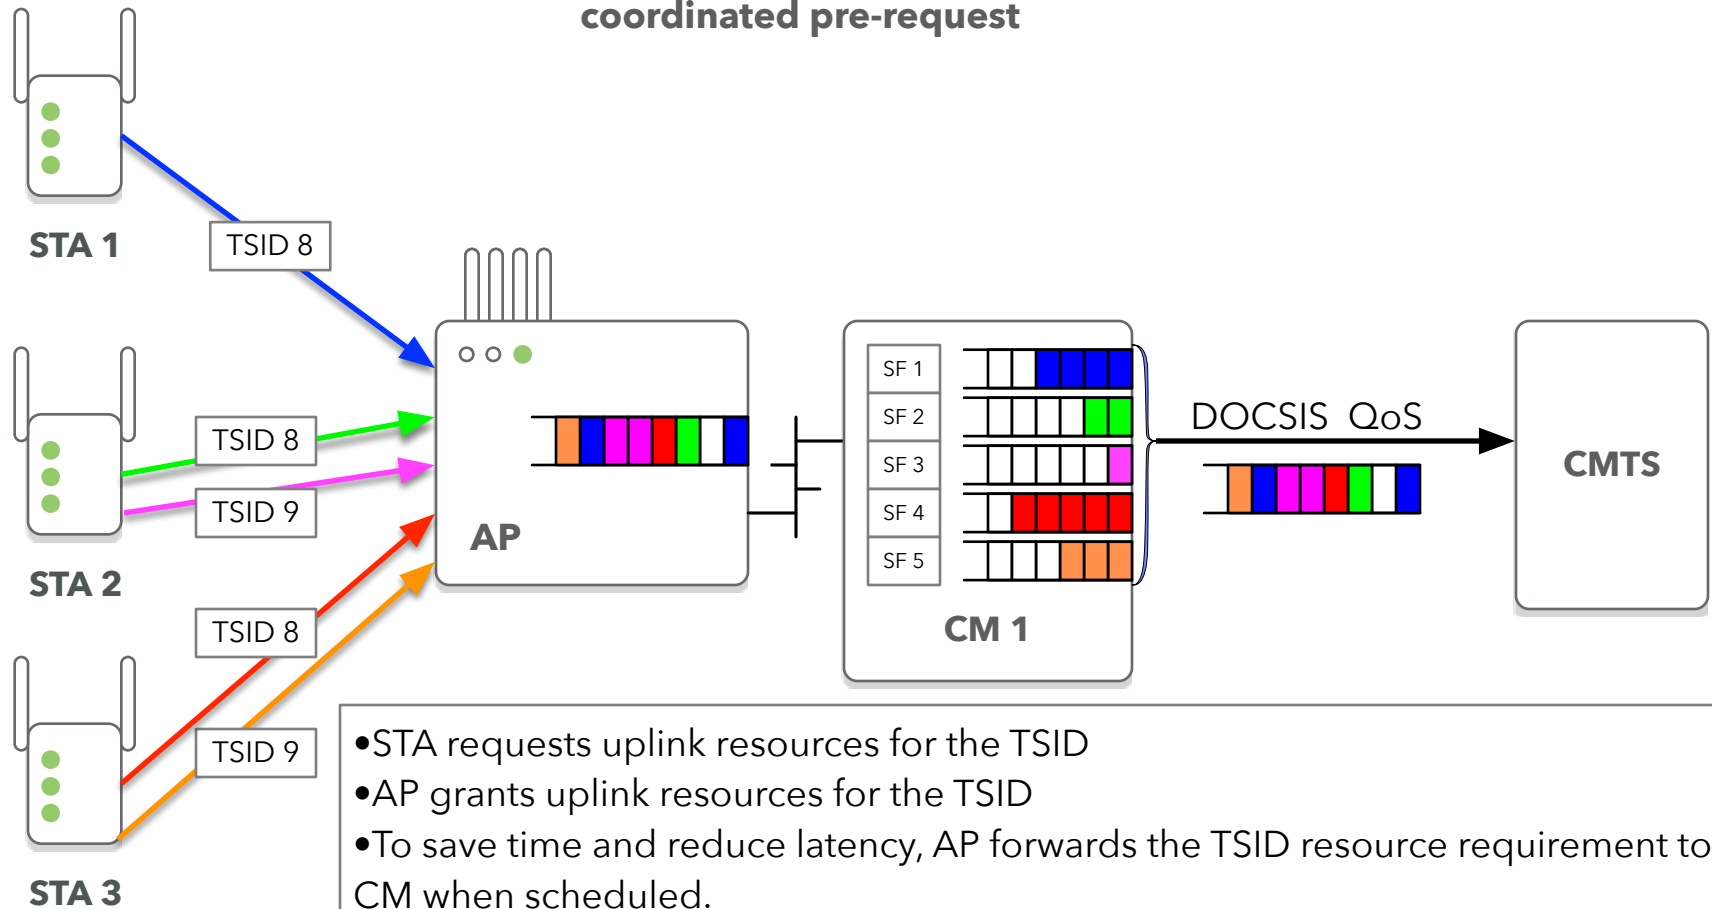 coordinated pre-request
STA 1
TSID 8
STA 2
TSID 8
TSID 9
STA 3
TSID 8
TSID 9
AP
SF 1
SF 2
SF 3
SF 4
SF 5
CM 1
DOCSIS QoS
CMTS
•STA requests uplink resources for the TSID
•AP grants uplink resources for the TSID
•To save time and reduce latency, AP forwards the TSID resource requirement to
CM when scheduled.